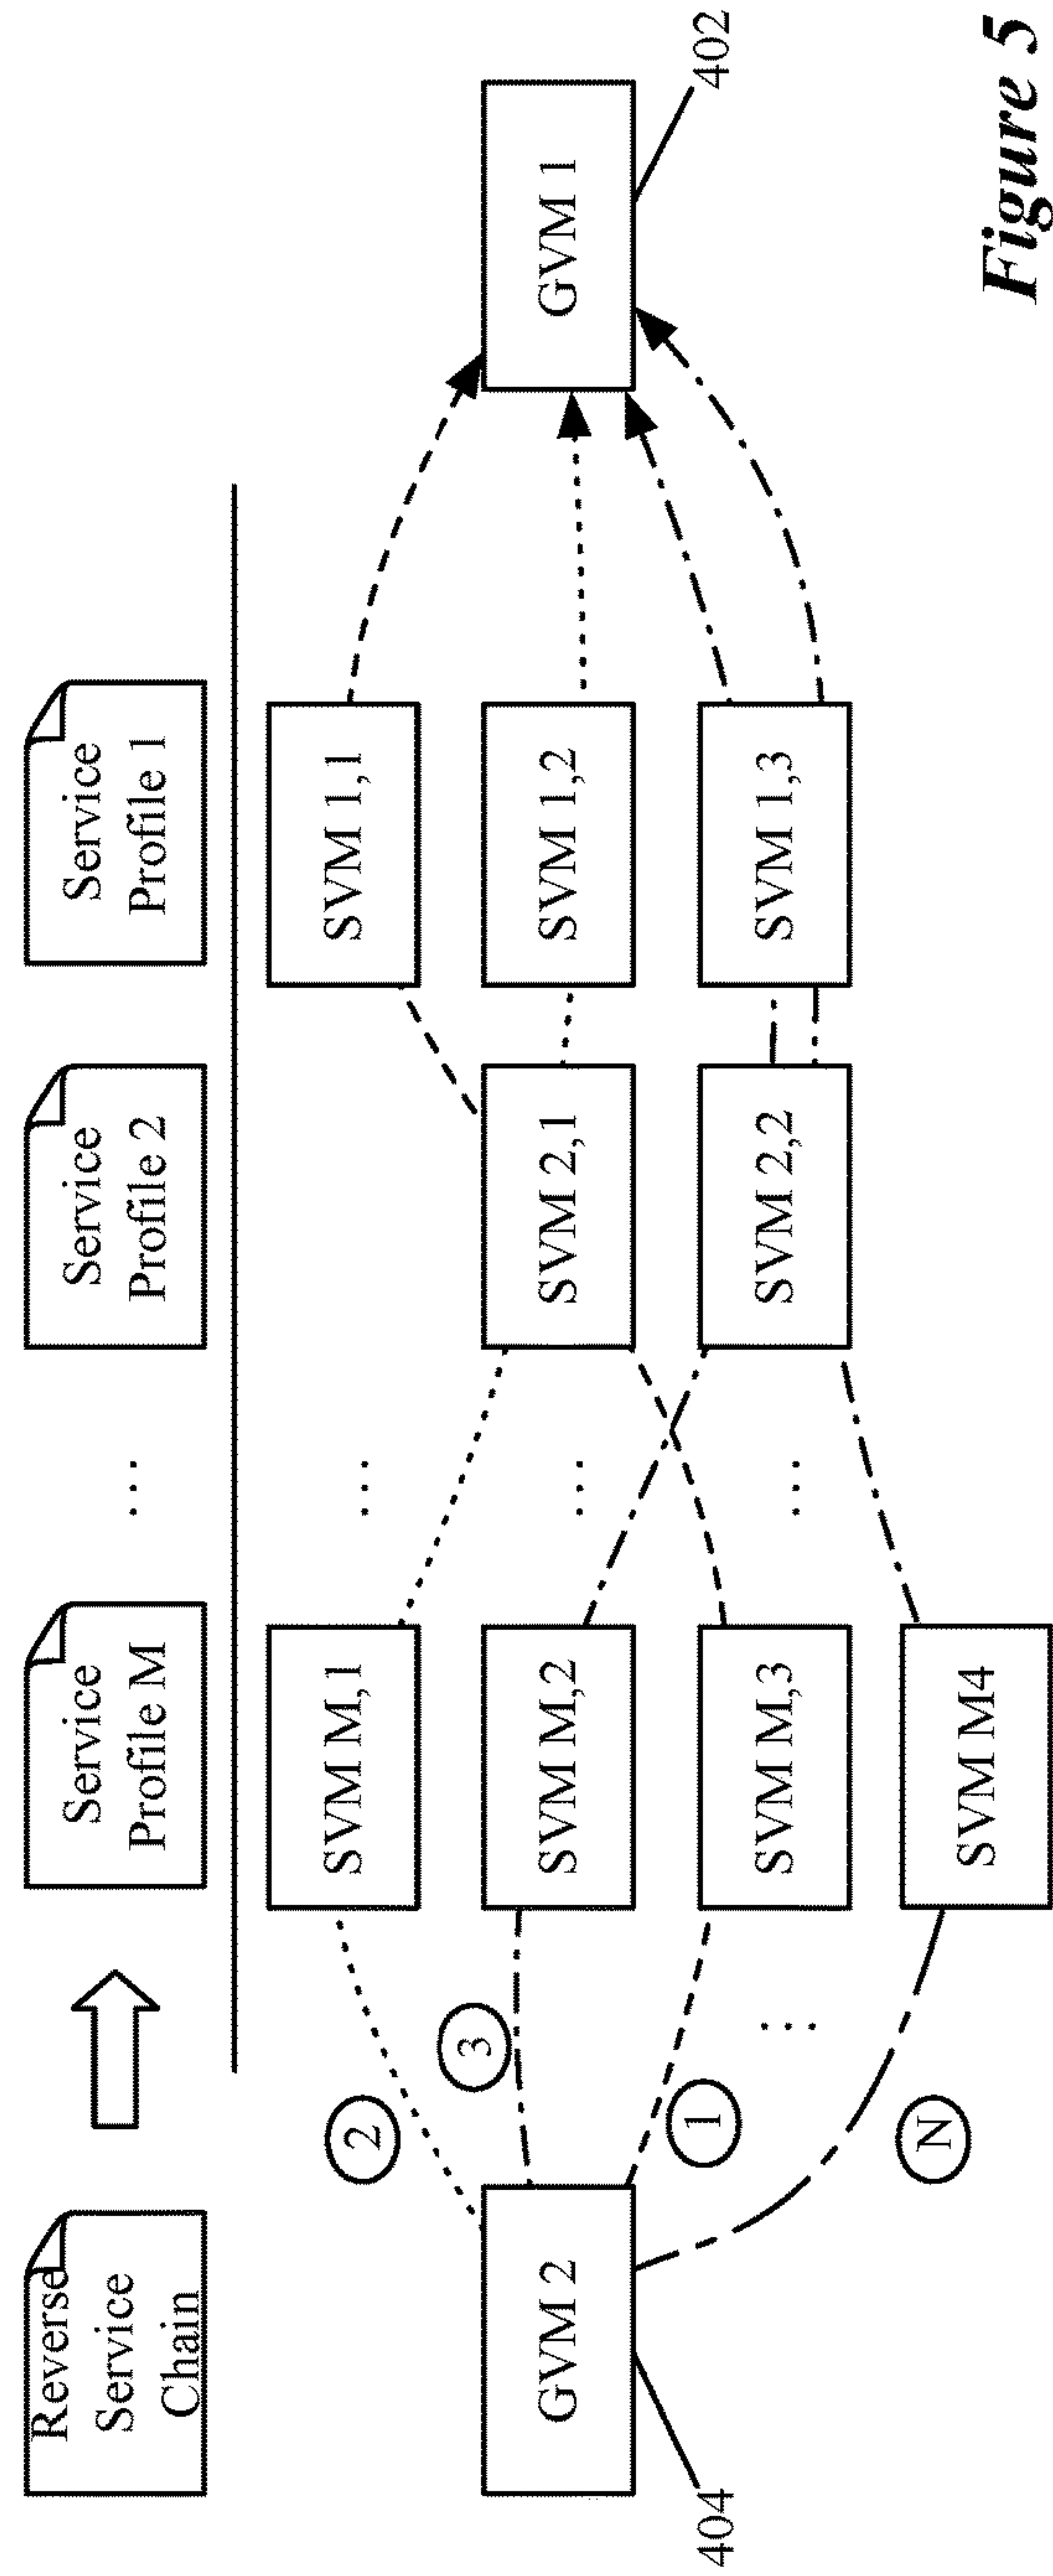 Reverse
Service
Chain
Service
Profile M
...
Service
Profile 2
Service
Profile 1
SVM M,1
...
SVM 1,1
2
3
GVM 2
404
SVM M,2
...
SVM 2,1
SVM 1,2
GVM 1
402
1
...
SVM M,3
...
SVM 2,2
SVM 1,3
N
SVM M4
Figure 5